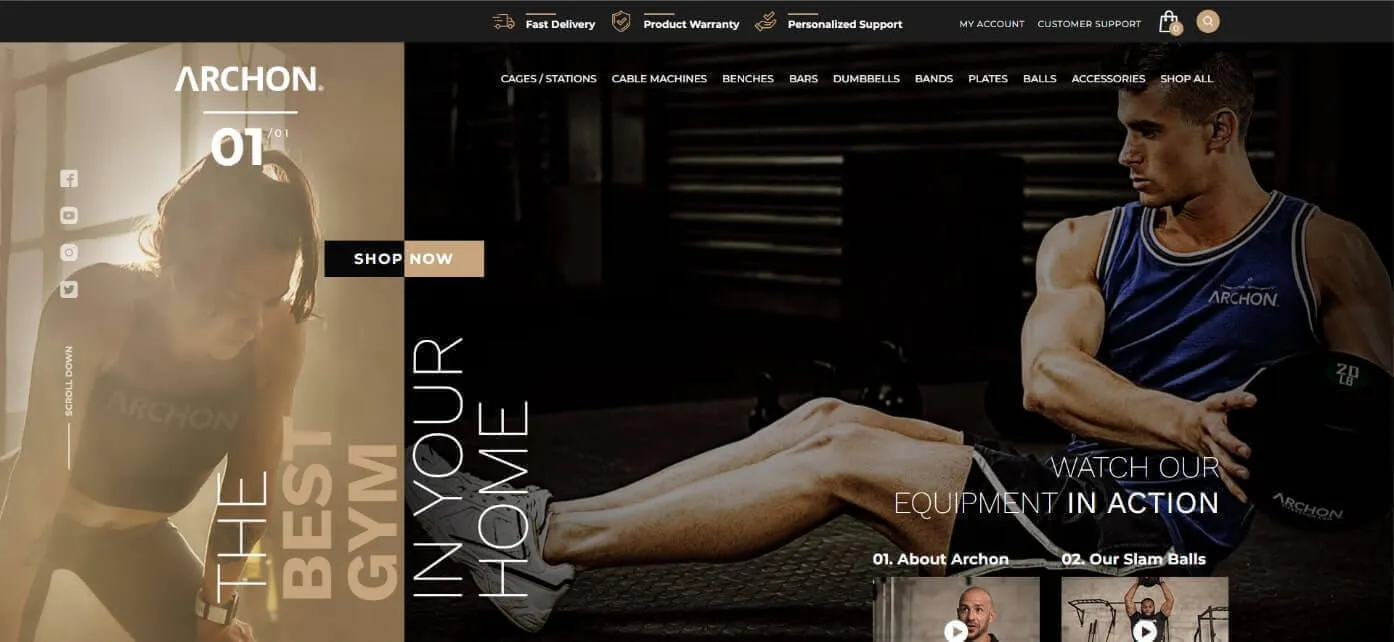 Fast Delivery
Product Warranty
Personalized Support
MY ACCOUNT
CUSTOMER SUPPORT
0
ARCHON®
CAGES / STATIONS
CABLE MACHINES
BENCHES
BARS
DUMBBELLS
BANDS
PLATES
BALLS
ACCESSORIES
SHOP ALL
01 /01
SHOP NOW
SCROLL DOWN
THE
BEST
GYM
IN YOUR
HOME
ARCHON
ARCHON
20
LB
ARCHON
WATCH OUR
EQUIPMENT IN ACTION
01. About Archon
02. Our Slam Balls